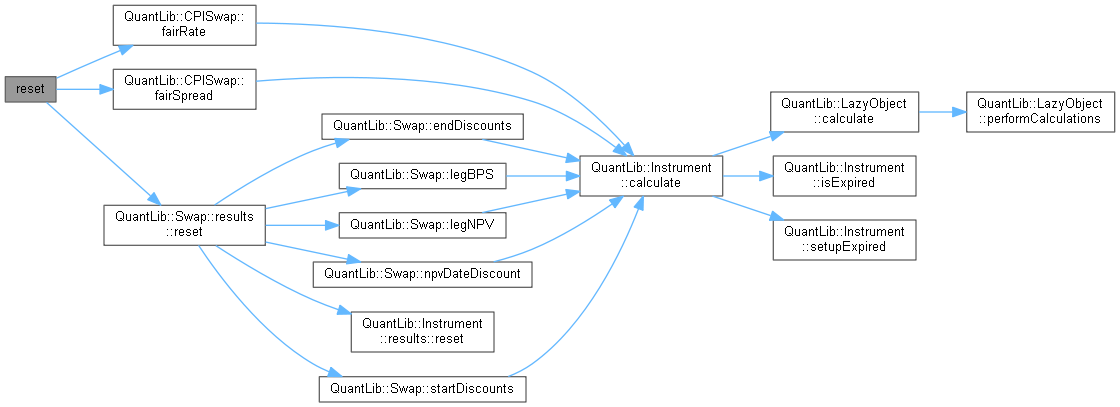 reset
QuantLib::CPISwap::
fairRate
QuantLib::CPISwap::
fairSpread
QuantLib::Swap::results
::reset
QuantLib::Swap::endDiscounts
QuantLib::Swap::legBPS
QuantLib::Swap::legNPV
QuantLib::Swap::npvDateDiscount
QuantLib::Instrument
::results::reset
QuantLib::Swap::startDiscounts
QuantLib::Instrument
::calculate
QuantLib::LazyObject
::calculate
QuantLib::Instrument
::isExpired
QuantLib::Instrument
::setupExpired
QuantLib::LazyObject
::performCalculations